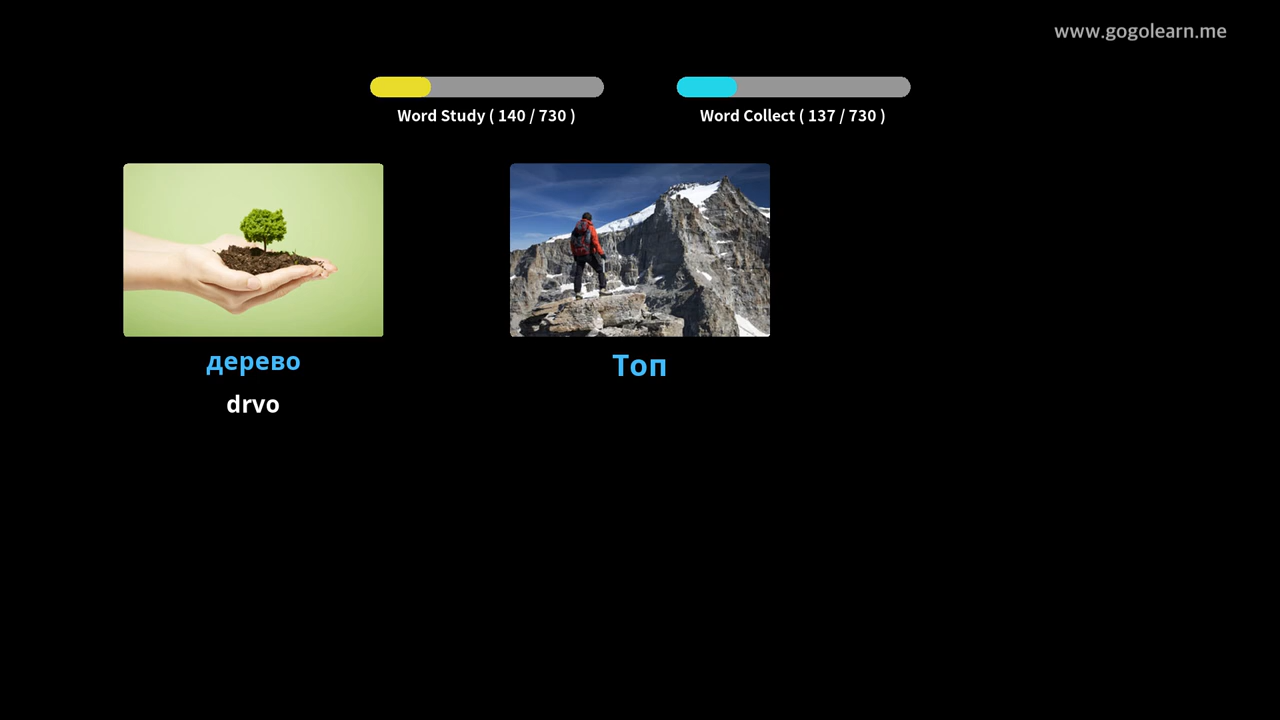 www.gogolearn.me
Word Study ( 140 / 730 )
Word Collect ( 137 / 730 )
дерево
drvo
Топ